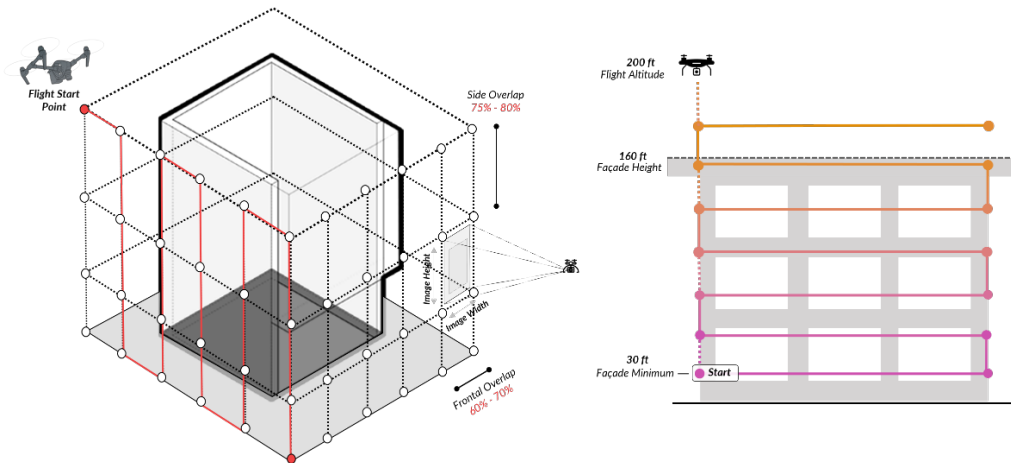 Flight Start
Point
Side Overlap
75% - 80%
Image Height
Image Width
Frontal Overlap
60% - 70%
200 ft
Flight Altitude
160 ft
Façade Height
30 ft
Façade Minimum
Start